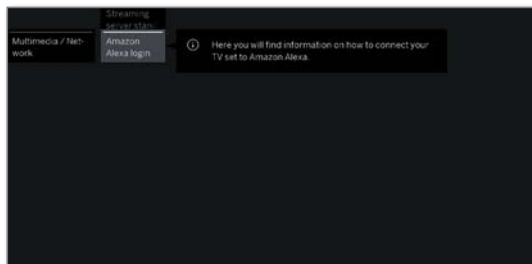 Streaming
server stan
Multimedia / Net-
work
Amazon
Alexa login
Here you will find information on how to connect your
TV set to Amazon Alexa.